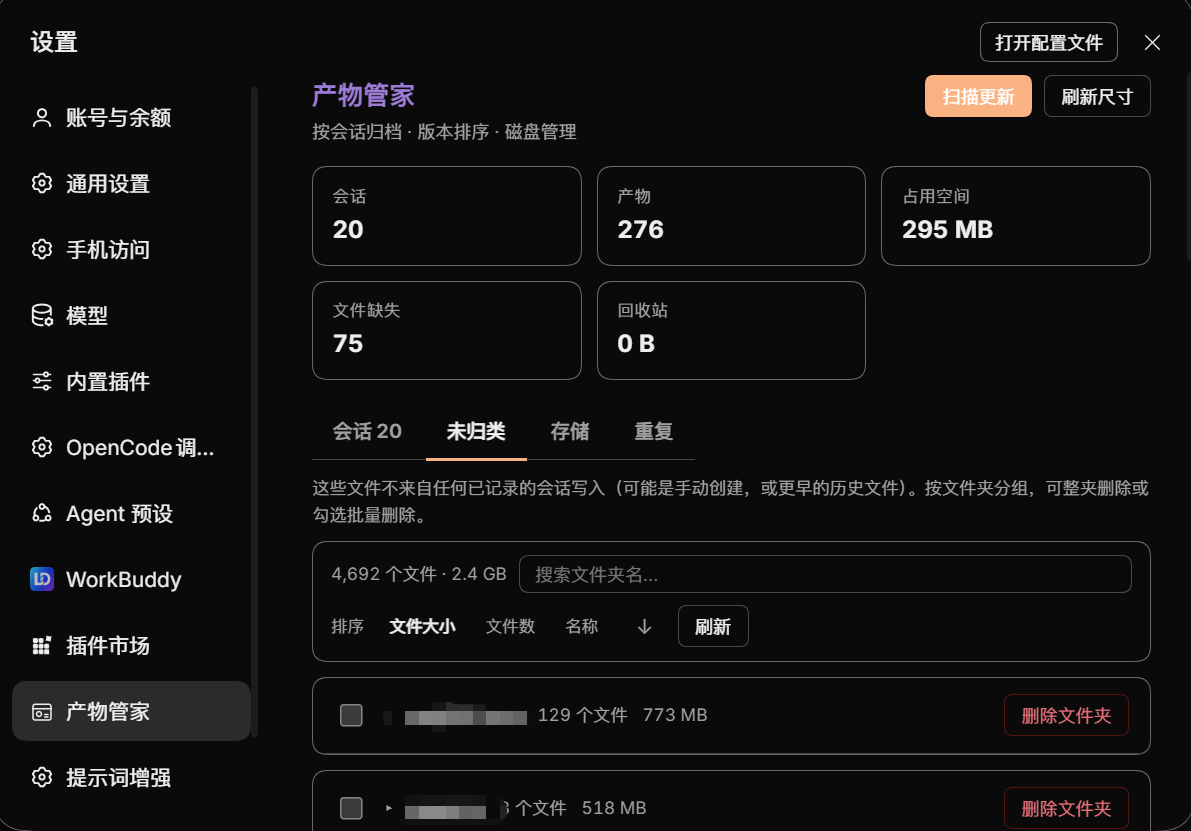 设置
打开配置文件
账号与余额
通用设置
手机访问
模型
内置插件
OpenCode 调...
Agent 预设
WorkBuddy
插件市场
产物管家
提示词增强
产物管家
扫描更新
刷新尺寸
按会话归档 · 版本排序 · 磁盘管理
会话
20
产物
276
占用空间
295 MB
文件缺失
75
回收站
0 B
会话 20
未归类
存储
重复
这些文件不来自任何已记录的会话写入（可能是手动创建，或更早的历史文件）。按文件夹分组，可整夹删除或
勾选批量删除。
4,692 个文件 · 2.4 GB
搜索文件夹名...
排序 文件大小 文件数 名称 ↓ 刷新
129 个文件 773 MB
删除文件夹
个文件 518 MB
删除文件夹